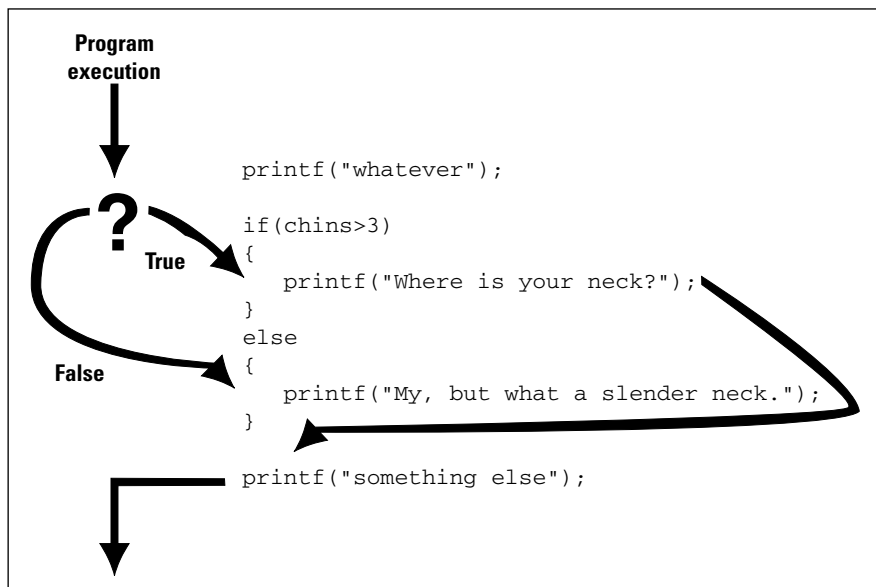 Program
execution
printf("whatever");
?
if(chins>3)
{
True
printf("Where is your neck?");
}
else
{
False
printf("My, but what a slender neck.");
}
printf("something else");